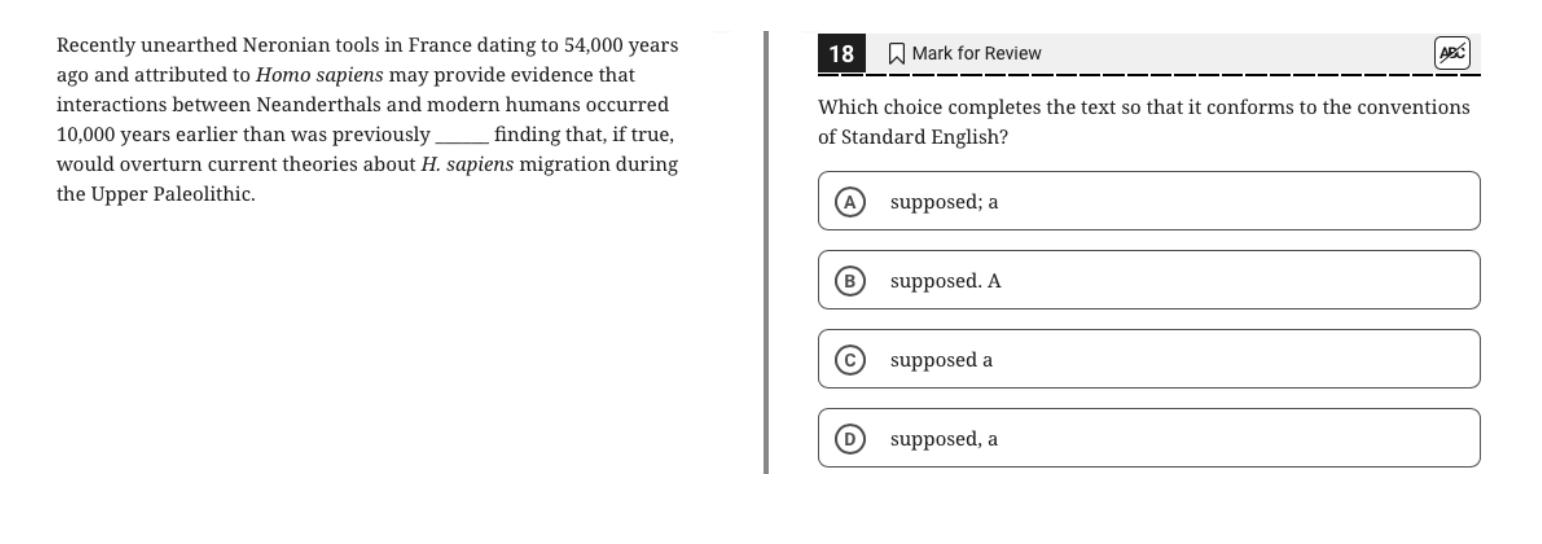 Recently unearthed Neronian tools in France dating to 54,000 years
ago and attributed to Homo sapiens may provide evidence that
interactions between Neanderthals and modern humans occurred
10,000 years earlier than was previously ______ finding that, if true,
would overturn current theories about H. sapiens migration during
the Upper Paleolithic.
18 Mark for Review ABC
Which choice completes the text so that it conforms to the conventions
of Standard English?
A supposed; a
B supposed. A
C supposed a
D supposed, a